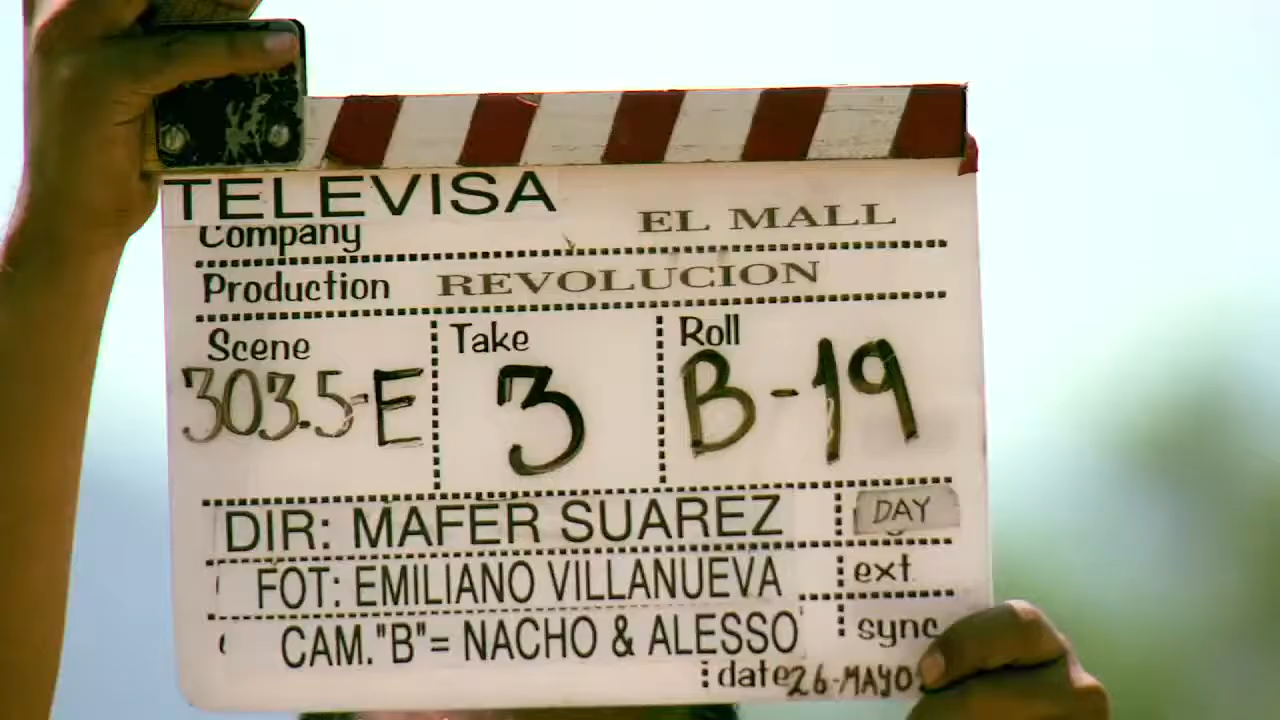 TELEVISA
Company EL MALL
Production REVOLUCION
Scene Take Roll
303.5-E 3 B-19
DIR: MAFER SUAREZ DAY
FOT: EMILIANO VILLANUEVA ext.
CAM."B"= NACHO & ALESSO sync
date 26-MAYO